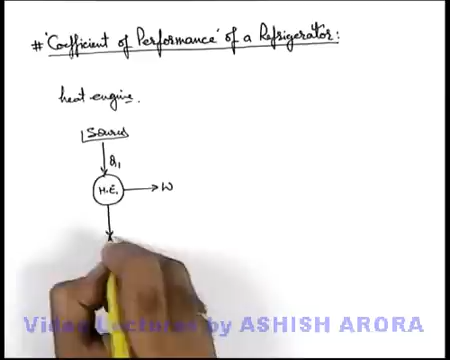 # 'Coefficient of Performance' of a Refrigerator:
heat engine.
Source
Q1
H.E.
W
Video Lectures by ASHISH ARORA